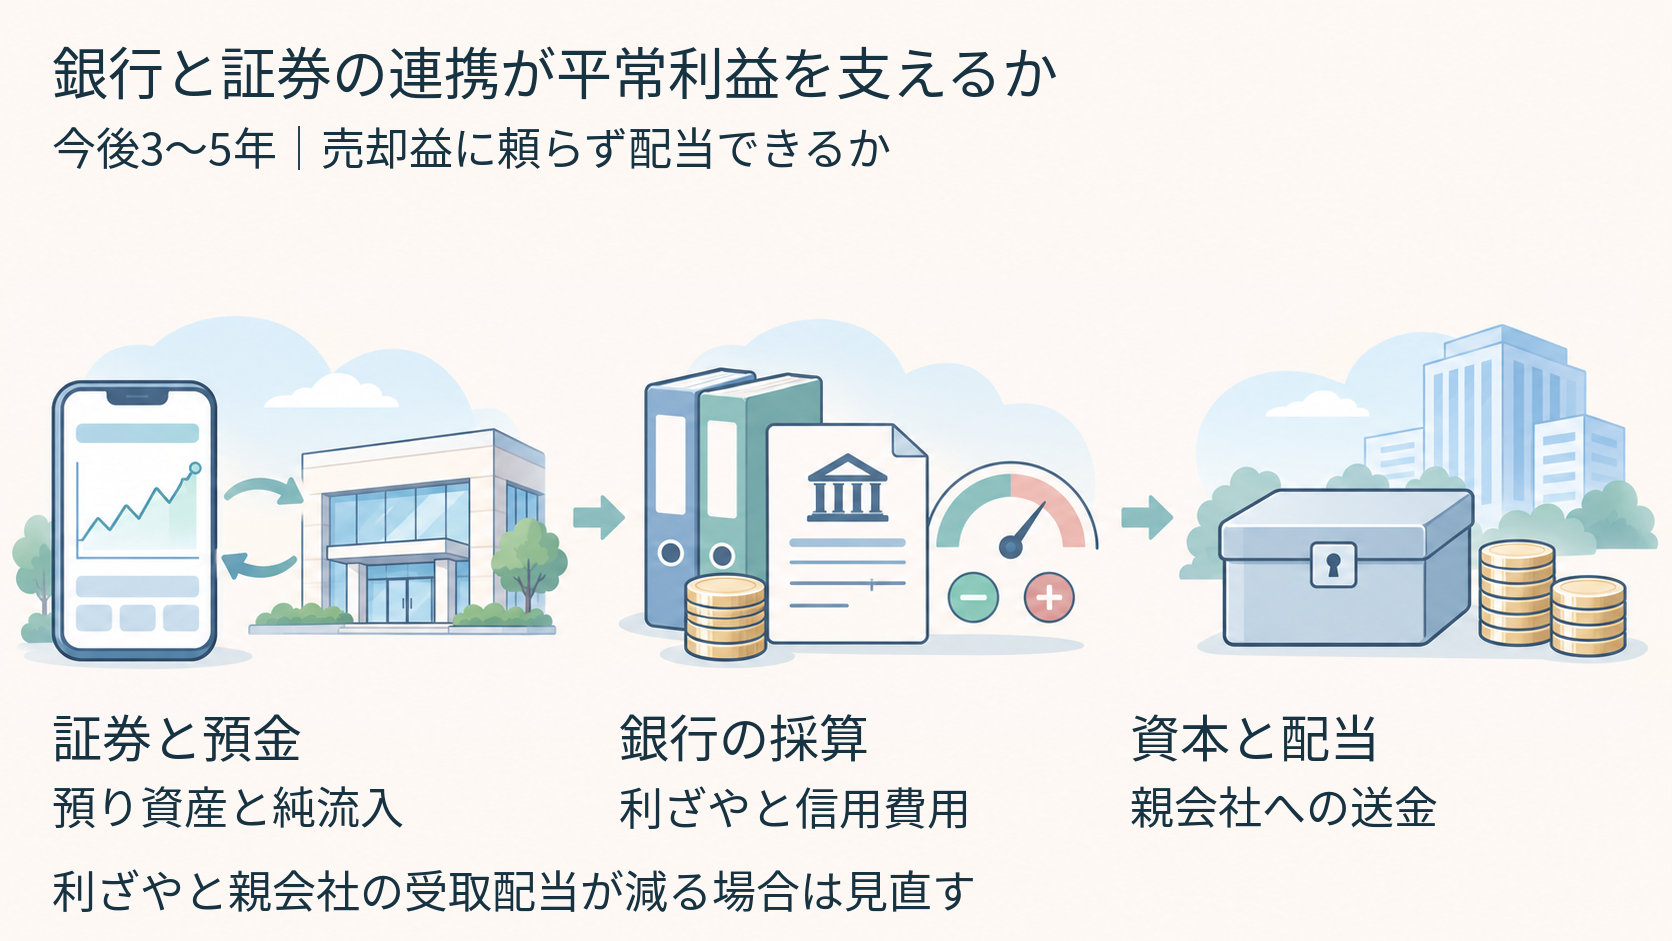 銀行と証券の連携が平常利益を支えるか
今後3〜5年｜売却益に頼らず配当できるか
証券と預金
預り資産と純流入
銀行の採算
利ざやと信用費用
資本と配当
親会社への送金
利ざやと親会社の受取配当が減る場合は見直す